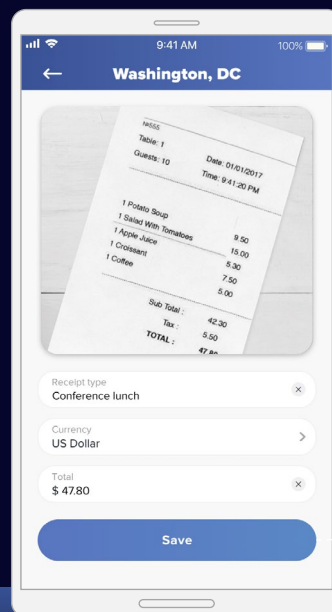 9:41 AM
100%
Washington, DC
№555
Table: 1
Guests: 10
Date: 01/01/2017
Time: 9:41:20 PM
1 Potato Soup 9.50
1 Salad With Tomatoes 15.00
1 Apple Juice 5.30
1 Croissant 7.50
1 Coffee 5.00
Sub Total : 42.30
Tax : 5.50
TOTAL : 47.80
Receipt type
Conference lunch
Currency
US Dollar
Total
$ 47.80
Save